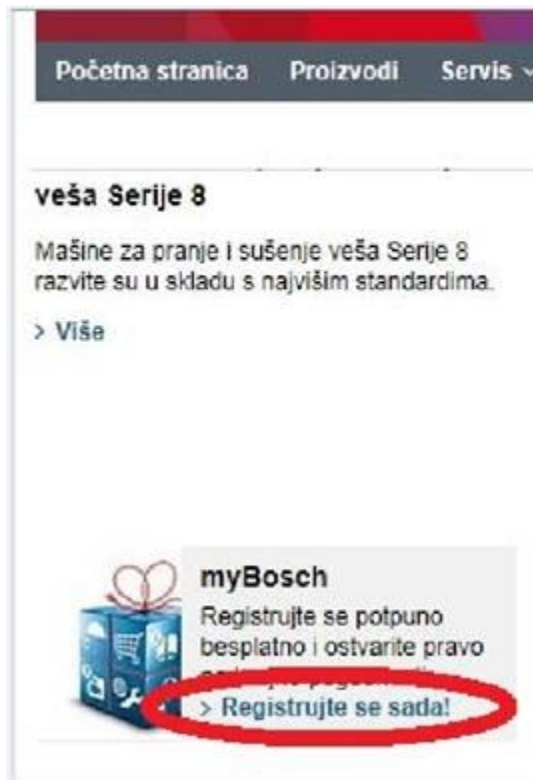 Početna stranica Proizvodi Servis
veša Serije 8
Mašine za pranje i sušenje veša Serije 8
razvite su u skladu s najvišim standardima.
> Više
myBosch
Registrujte se potpuno
besplatno i ostvarite pravo
> Registrujte se sada!